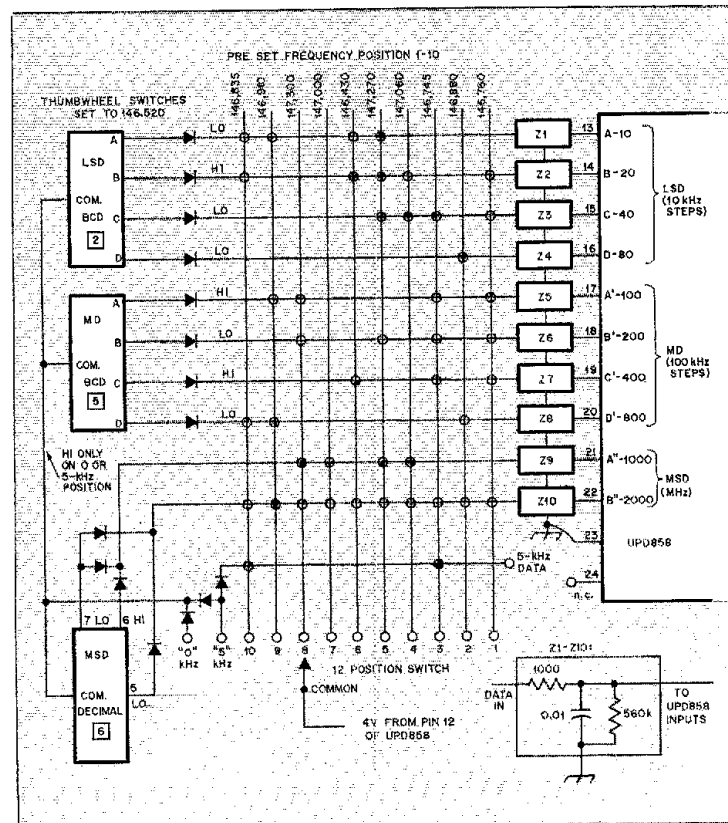 PRE SET FREQUENCY POSITION 1-10
146.835
146.980
147.300
147.000
146.430
147.270
147.060
146.745
146.880
146.760
THUMBWHEEL SWITCHES
SET TO 146.520
A
LSD
B
COM.
BCD
C
2
D
LO
HI
LO
LO
A
MD
B
COM.
BCD
C
5
D
HI
LO
HI
LO
HI ONLY
ON 0 OR
5-kHz
POSITION
Z1
Z2
Z3
Z4
Z5
Z6
Z7
Z8
Z9
Z10
13 A-10
14 B-20
15 C-40
16 D-80
17 A'-100
18 B'-200
19 C'-400
20 D'-800
21 A"-1000
22 B"-2000
23
24
n.c.
LSD
(10 kHz
STEPS)
MD
(100 kHz
STEPS)
MSD
(MHz)
UPD858
5-kHz
DATA
7 LO
6 HI
MSD
5
LO
COM.
DECIMAL
6
"0"
kHz
"5"
kHz
10 9 8 7 6 5 4 3 2 1
12 POSITION SWITCH
COMMON
4V FROM PIN 12
OF UPD858
Z1-Z10:
1000
DATA
IN
0.01
560k
TO
UPD858
INPUTS